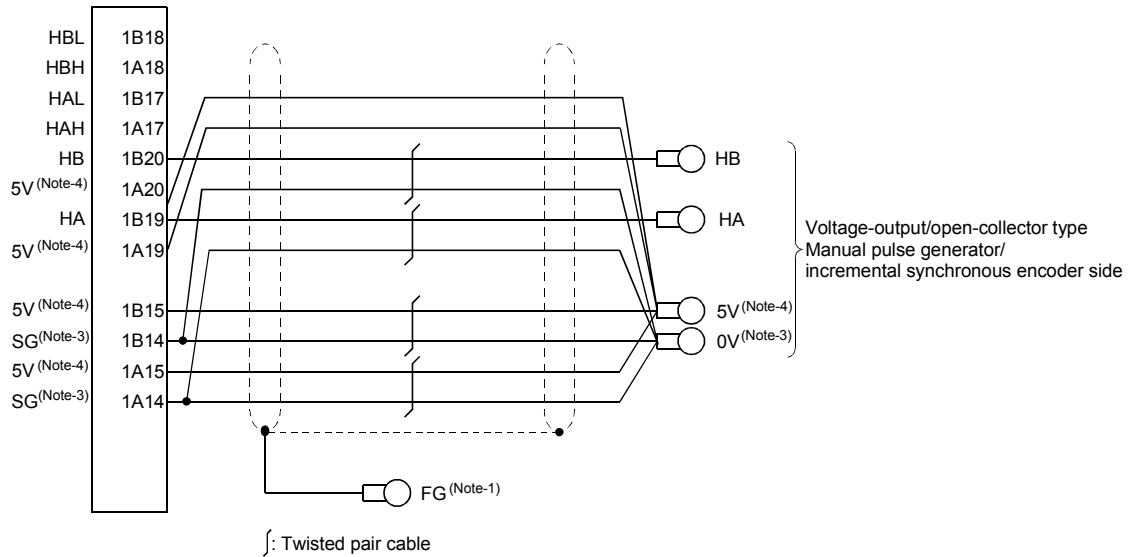 HBL 1B18
HBH 1A18
HAL 1B17
HAH 1A17
HB 1B20 HB
5V(Note-4) 1A20
HA 1B19 HA
5V(Note-4) 1A19
Voltage-output/open-collector type
Manual pulse generator/
incremental synchronous encoder side
5V(Note-4) 1B15 5V(Note-4)
SG(Note-3) 1B14 0V(Note-3)
5V(Note-4) 1A15
SG(Note-3) 1A14
FG(Note-1)
: Twisted pair cable